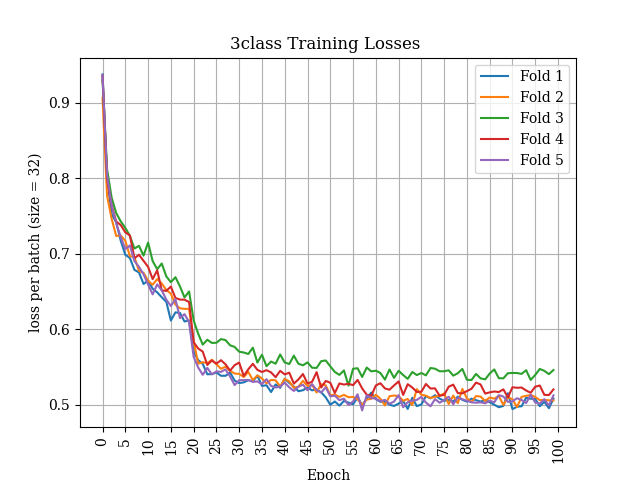 3class Training Losses
loss per batch (size = 32)
0.9
0.8
0.7
0.6
0.5
Fold 1
Fold 2
Fold 3
Fold 4
Fold 5
0 5 10 15 20 25 30 35 40 45 50 55 60 65 70 75 80 85 90 95 100
Epoch